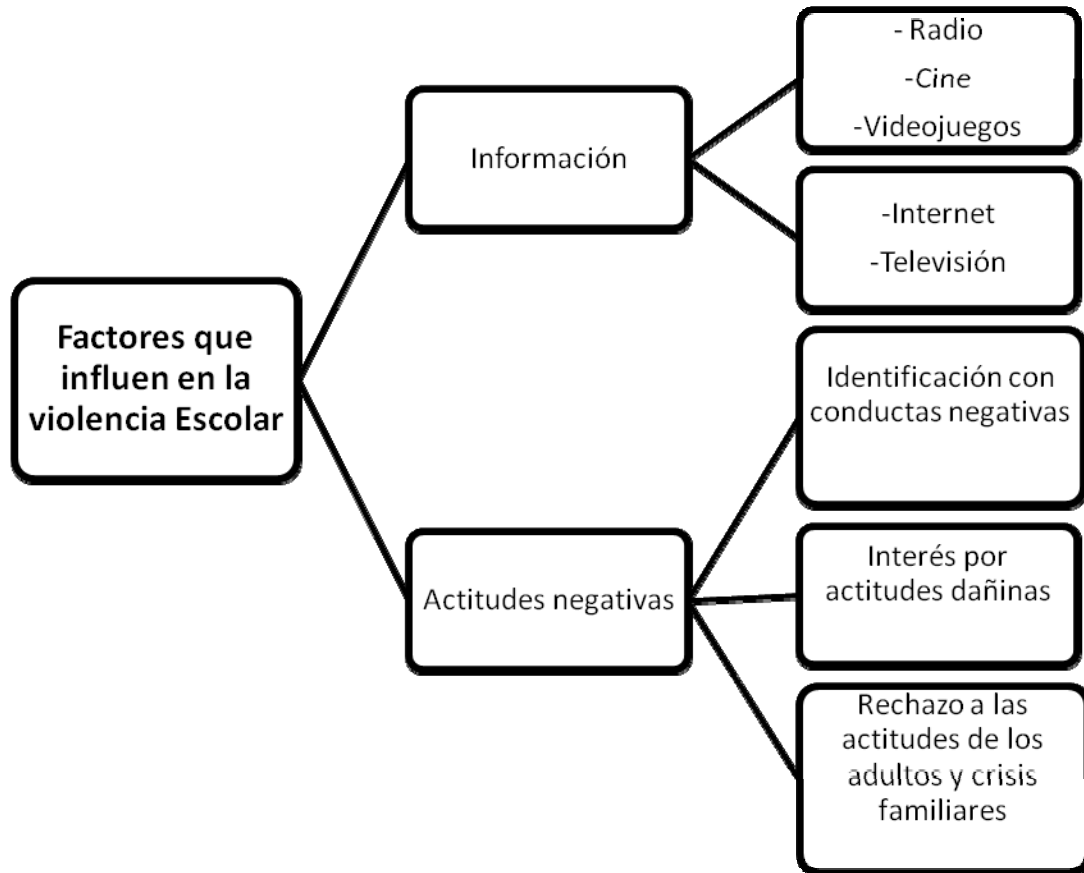 Factores que
influen en la
violencia Escolar
Información
- Radio
-Cine
-Videojuegos
-Internet
-Televisión
Actitudes negativas
Identificación con
conductas negativas
Interés por
actitudes dañinas
Rechazo a las
actitudes de los
adultos y crisis
familiares